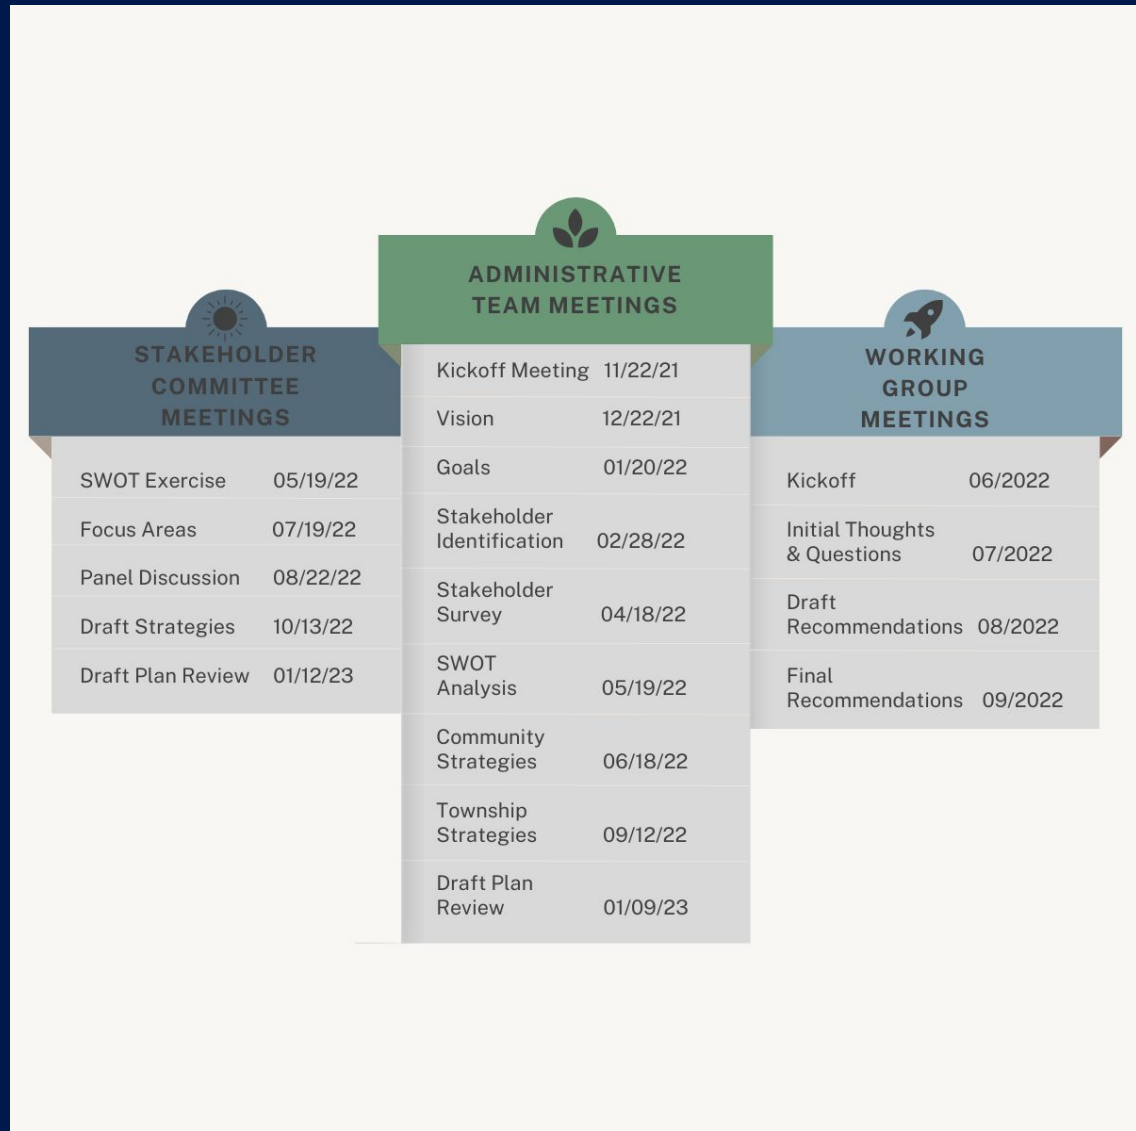 STAKEHOLDER
COMMITTEE
MEETINGS
SWOT Exercise 05/19/22
Focus Areas 07/19/22
Panel Discussion 08/22/22
Draft Strategies 10/13/22
Draft Plan Review 01/12/23
ADMINISTRATIVE
TEAM MEETINGS
Kickoff Meeting 11/22/21
Vision 12/22/21
Goals 01/20/22
Stakeholder
Identification 02/28/22
Stakeholder
Survey 04/18/22
SWOT
Analysis 05/19/22
Community
Strategies 06/18/22
Township
Strategies 09/12/22
Draft Plan
Review 01/09/23
WORKING
GROUP
MEETINGS
Kickoff 06/2022
Initial Thoughts
& Questions 07/2022
Draft
Recommendations 08/2022
Final
Recommendations 09/2022